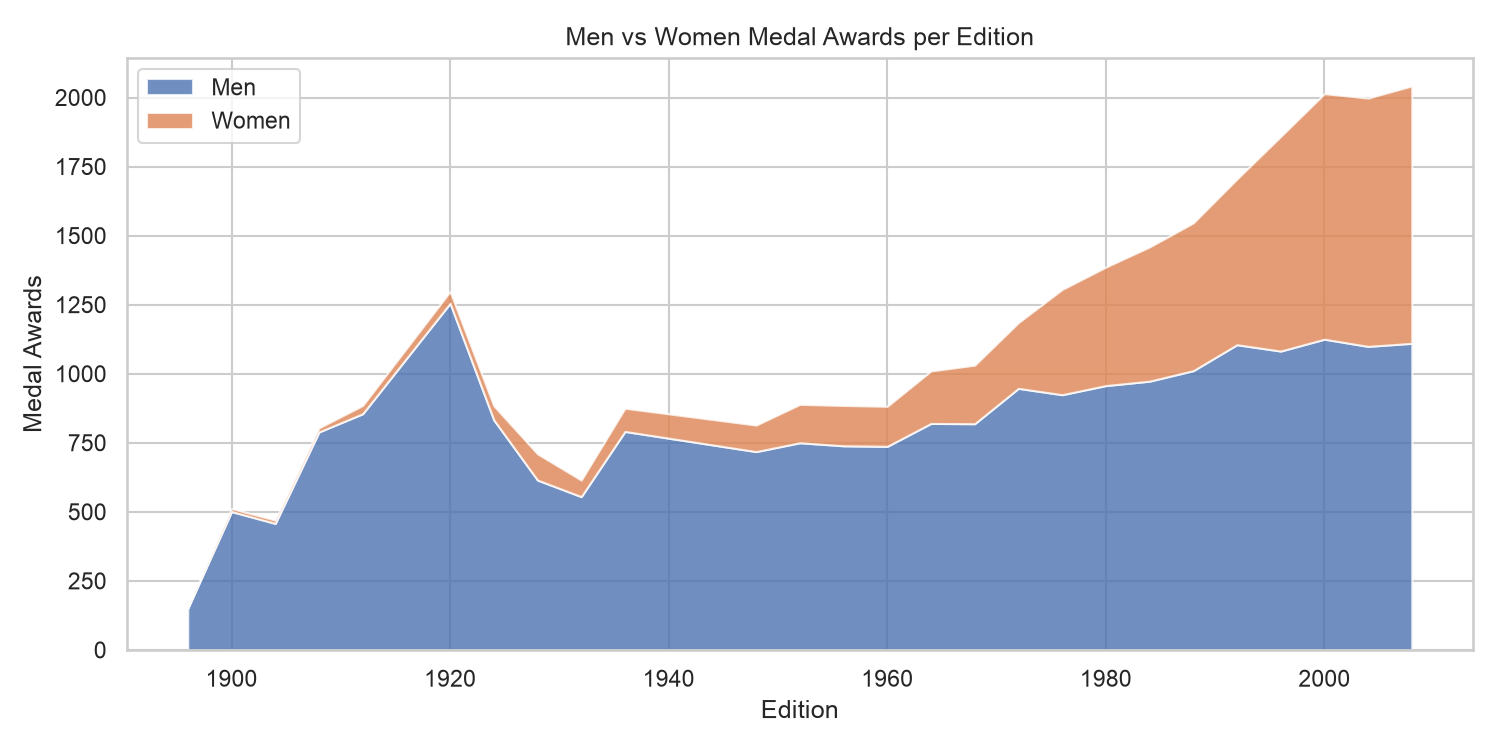 Men vs Women Medal Awards per Edition
Men
Women
Medal Awards
2000
1750
1500
1250
1000
750
500
250
0
1900 1920 1940 1960 1980 2000
Edition